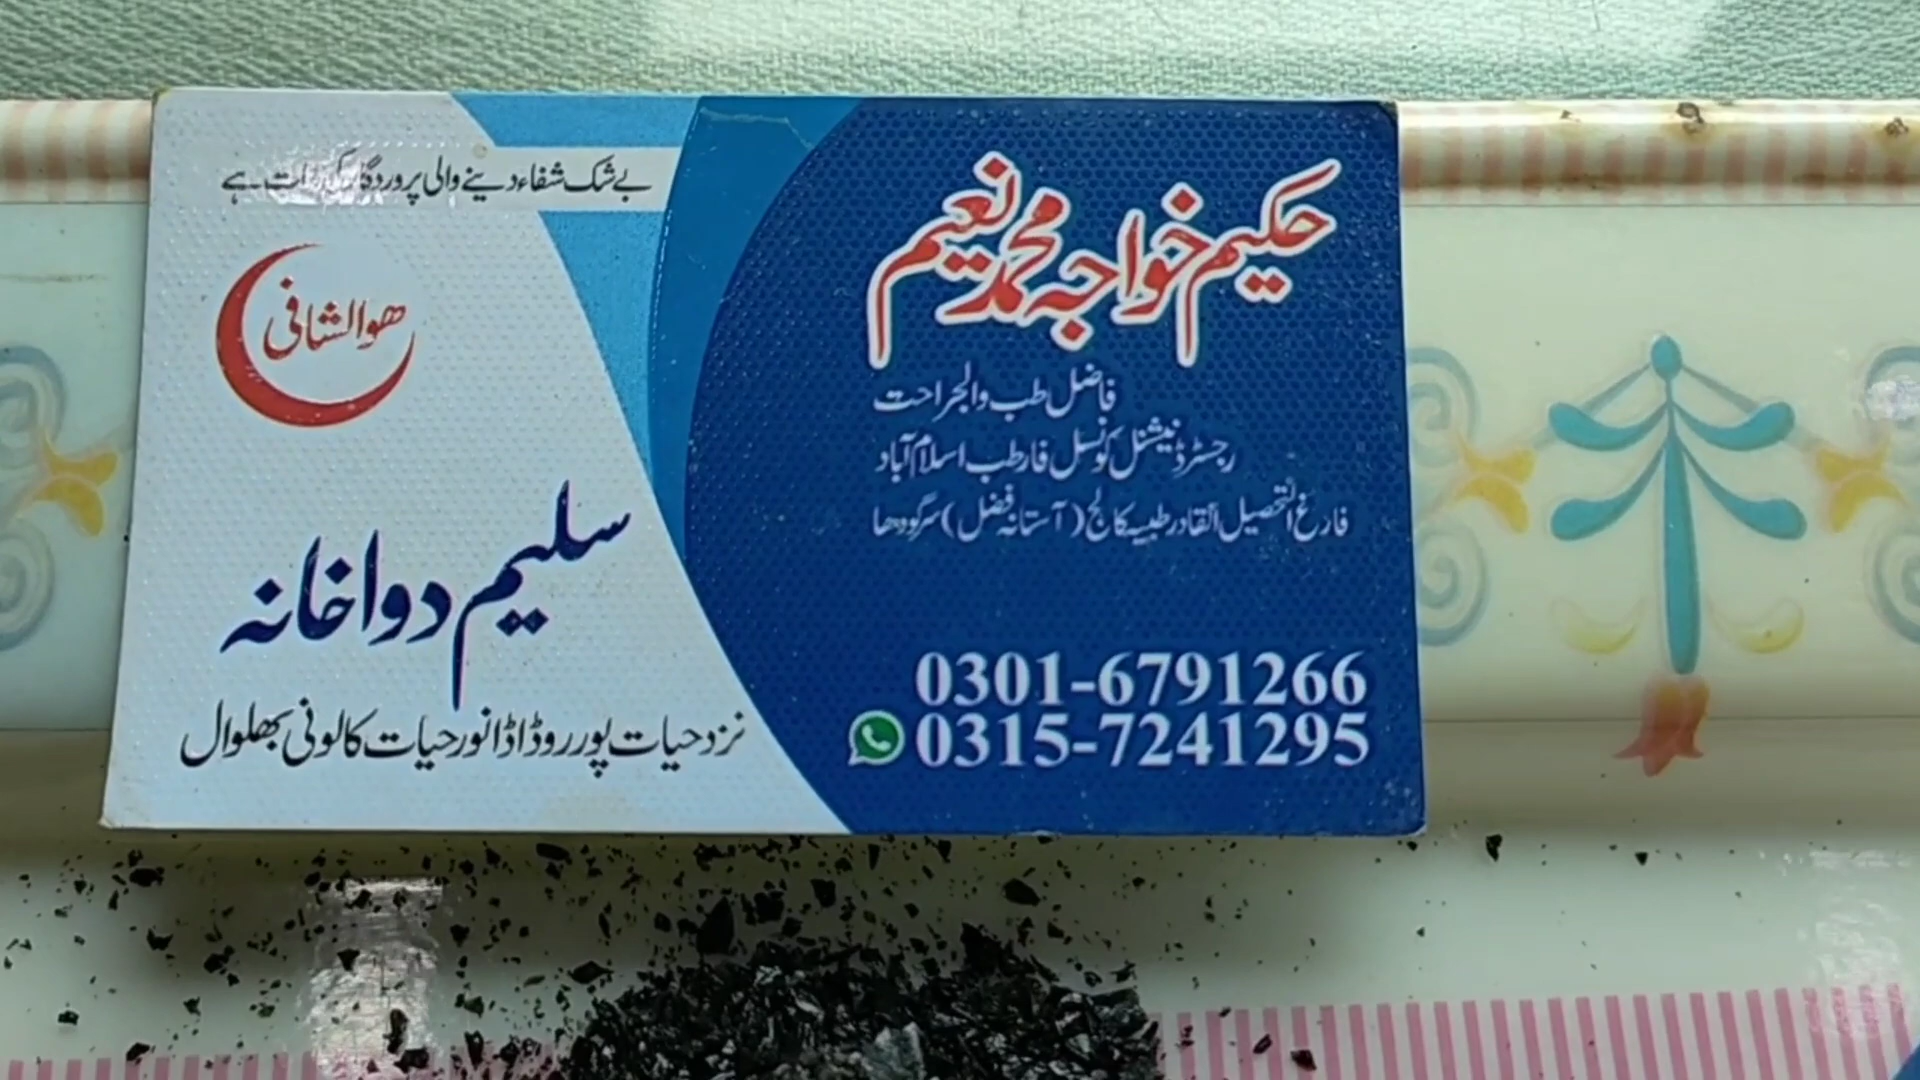 بے شک شفاء دینے والی پروردگار کی ذات ہے
ھوالشافی
سلیم دواخانہ
نزد حیات پور روڈ اڈا انور حیات کالونی بھلوال
حکیم خواجہ محمد نعیم
فاضل طب والجراحت
رجسٹرڈ نیشنل کونسل فار طب اسلام آباد
فارغ التحصیل القادر طبیہ کالج (آستانہ فضل) سرگودھا
0301-6791266
0315-7241295